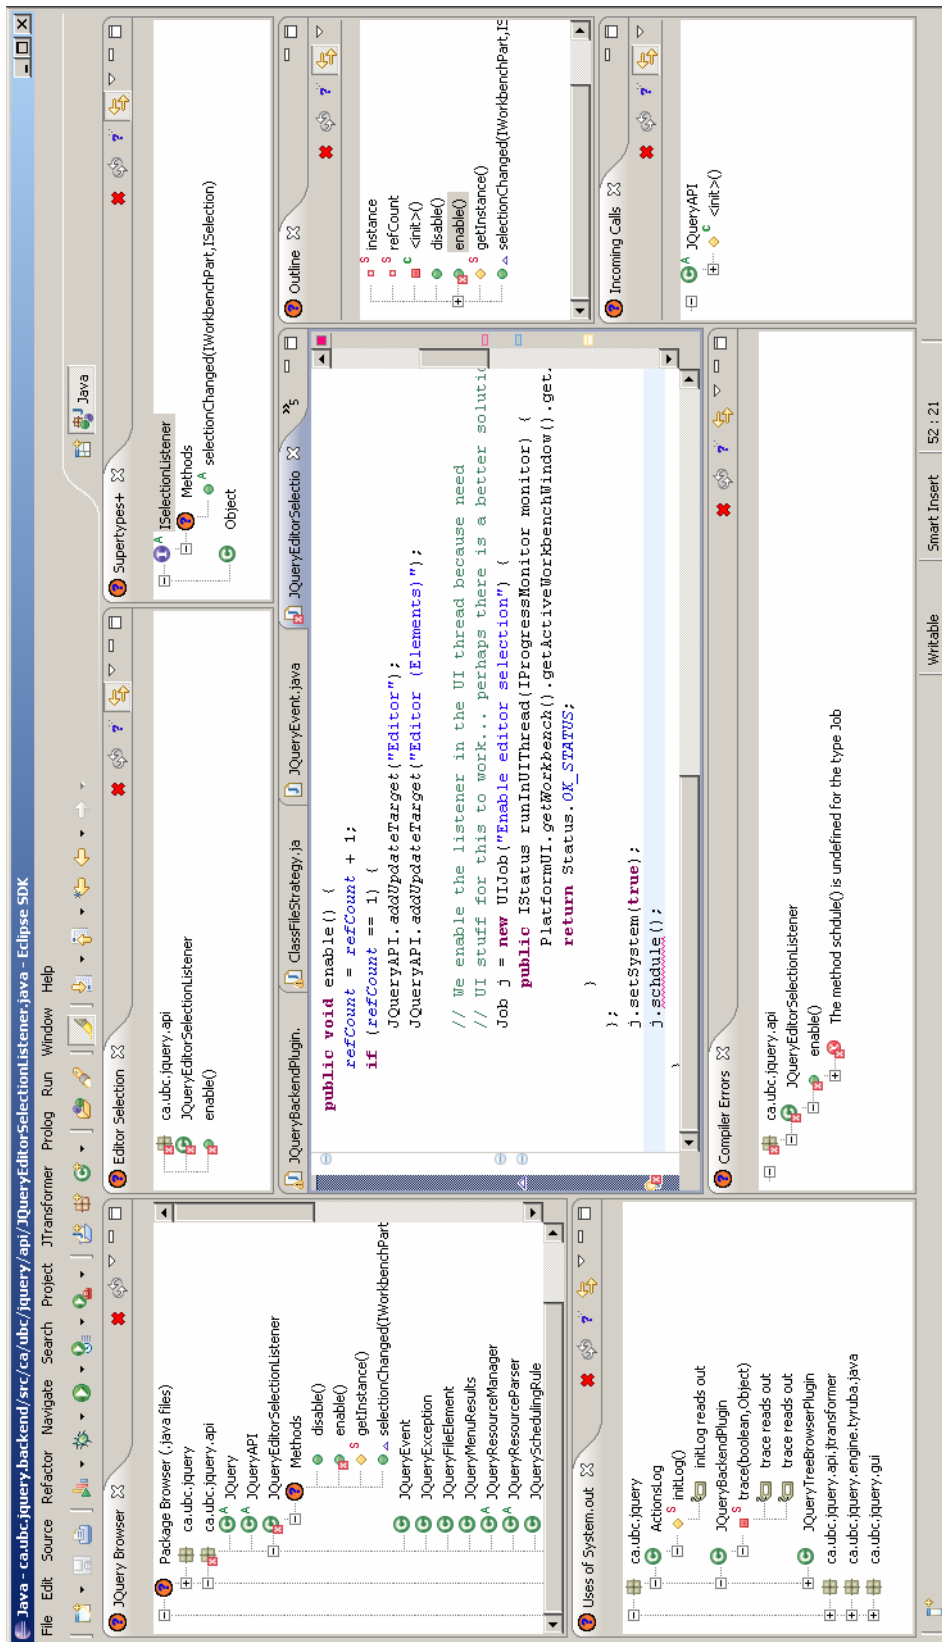 Java - ca.ubc.jquery.backend/src/ca/ubc/jquery/api/JQueryEditorSelectionListener.java - Eclipse SDK
File Edit Source Refactor Navigate Search Project JTransformer Prolog Run Window Help
Java
JQuery Browser
Package Browser (.java files)
ca.ubc.jquery
ca.ubc.jquery.api
JQuery
JQueryAPI
JQueryEditorSelectionListener
Methods
disable()
enable()
getInstance()
selectionChanged(IWorkbenchPart
JQueryEvent
JQueryException
JQueryFileElement
JQueryMenuResults
JQueryResourceManager
JQueryResourceParser
JQuerySchedulingRule
Editor Selection
ca.ubc.jquery.api
JQueryEditorSelectionListener
enable()
Supertypes+
ISelectionListener
Methods
selectionChanged(IWorkbenchPart,ISelection)
Object
JQueryBackendPlugin. ClassFileStrategy.ja JQueryEvent.java JQueryEditorSelectio »5
public void enable() {
refCount = refCount + 1;
if (refCount == 1) {
JQueryAPI.addUpdateTarget("Editor");
JQueryAPI.addUpdateTarget("Editor (Elements)");
// We enable the listener in the UI thread because need
// UI stuff for this to work... perhaps there is a better solutio
Job j = new UIJob("Enable editor selection") {
public IStatus runInUIThread(IProgressMonitor monitor) {
PlatformUI.getWorkbench().getActiveWorkbenchWindow().get.
return Status.OK_STATUS;
}
};
j.setSystem(true);
j.schdule();
}
Outline
instance
refCount
<init>()
disable()
enable()
getInstance()
selectionChanged(IWorkbenchPart,IS
Uses of System.out
ca.ubc.jquery
ActionsLog
initLog()
initLog reads out
JQueryBackendPlugin
trace(boolean,Object)
trace reads out
trace reads out
JQueryTreeBrowserPlugin
ca.ubc.jquery.api.jtransformer
ca.ubc.jquery.engine.tyruba.java
ca.ubc.jquery.gui
Compiler Errors
ca.ubc.jquery.api
JQueryEditorSelectionListener
enable()
The method schdule() is undefined for the type Job
Incoming Calls
JQueryAPI
<init>()
Writable Smart Insert 52 : 21